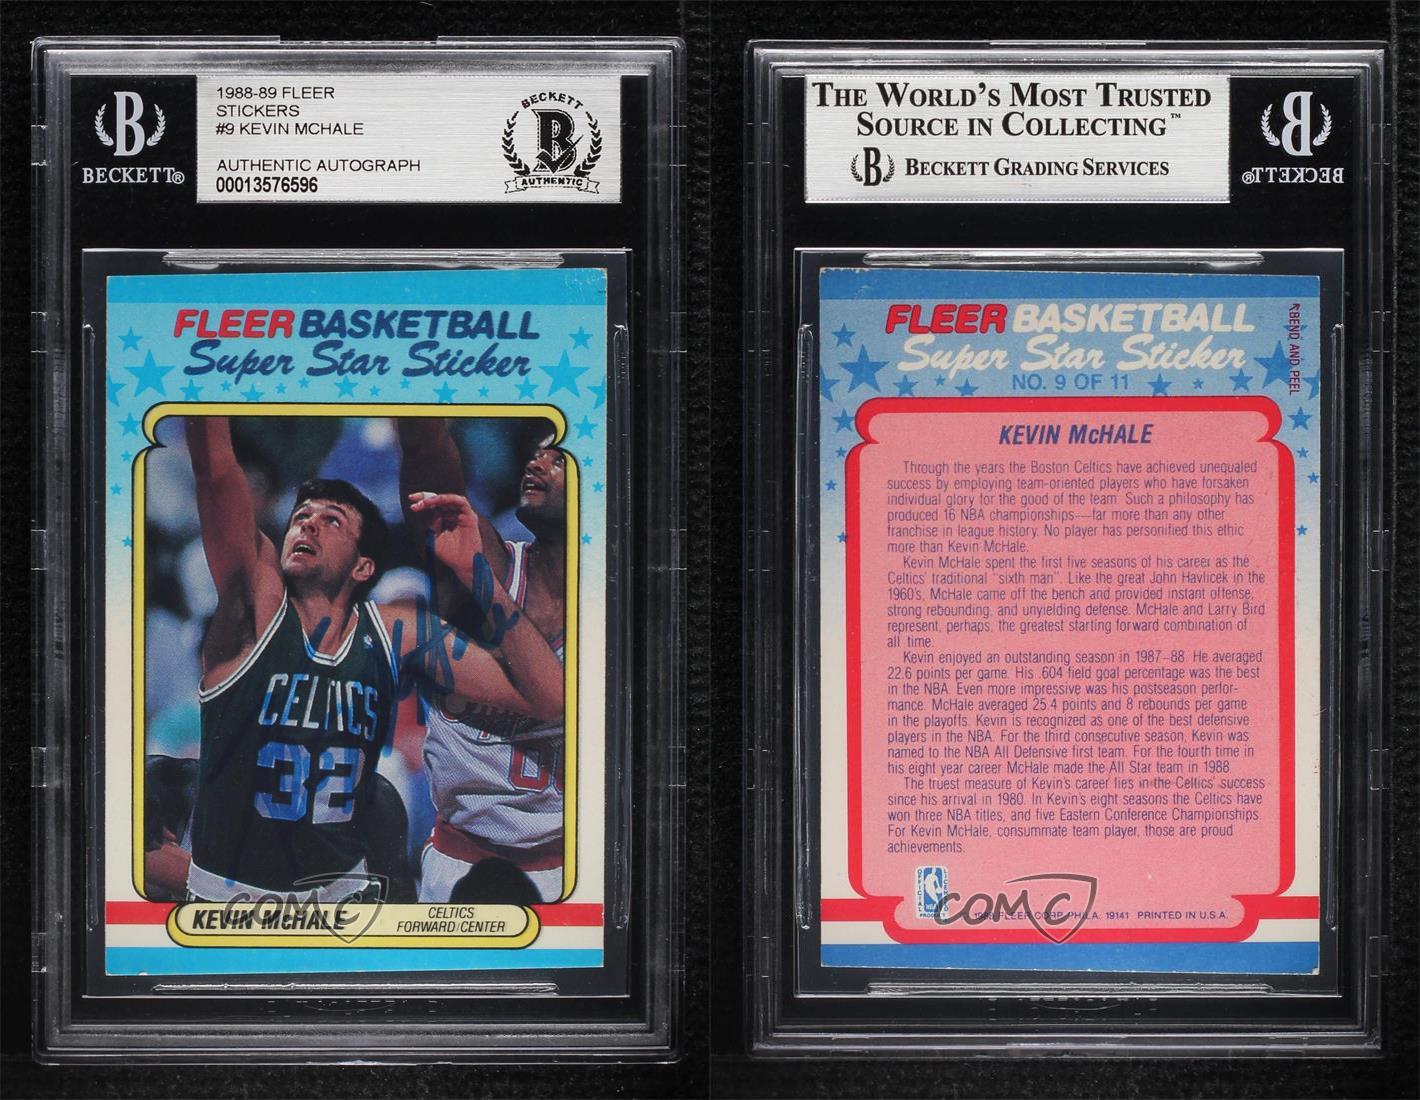 1988-89 FLEER
STICKERS
#9 KEVIN MCHALE
AUTHENTIC AUTOGRAPH
00013576596
B
BECKETT®
BECKETT
B
AUTHENTIC
FLEER BASKETBALL
Super Star Sticker
CELTICS
32
KEVIN McHALE
CELTICS
FORWARD/CENTER
COMC
THE WORLD'S MOST TRUSTED
SOURCE IN COLLECTING™
B BECKETT GRADING SERVICES
B
BECKETT®
FLEER BASKETBALL
Super Star Sticker
NO. 9 OF 11
BEND AND PEEL
KEVIN McHALE
Through the years the Boston Celtics have achieved unequaled
success by employing team-oriented players who have forsaken
individual glory for the good of the team. Such a philosophy has
produced 16 NBA championships—far more than any other
franchise in league history. No player has personified this ethic
more than Kevin McHale.
Kevin McHale spent the first five seasons of his career as the
Celtics' traditional "sixth man". Like the great John Havlicek in the
1960's, McHale came off the bench and provided instant offense,
strong rebounding, and unyielding defense. McHale and Larry Bird
represent, perhaps, the greatest starting forward combination of
all time.
Kevin enjoyed an outstanding season in 1987-88. He averaged
22.6 points per game. His .604 field goal percentage was the best
in the NBA. Even more impressive was his postseason perfor-
mance. McHale averaged 25.4 points and 8 rebounds per game
in the playoffs. Kevin is recognized as one of the best defensive
players in the NBA. For the third consecutive season, Kevin was
named to the NBA All Defensive first team. For the fourth time in
his eight year career McHale made the All Star team in 1988.
The truest measure of Kevin's career lies in the Celtics' success
since his arrival in 1980. In Kevin's eight seasons the Celtics have
won three NBA titles, and five Eastern Conference Championships.
For Kevin McHale, consummate team player, those are proud
achievements.
OFFICIAL
LICENSED
NBA
PRODUCT
1988 FLEER CORP. PHILA. 19141 PRINTED IN U.S.A.
COMC